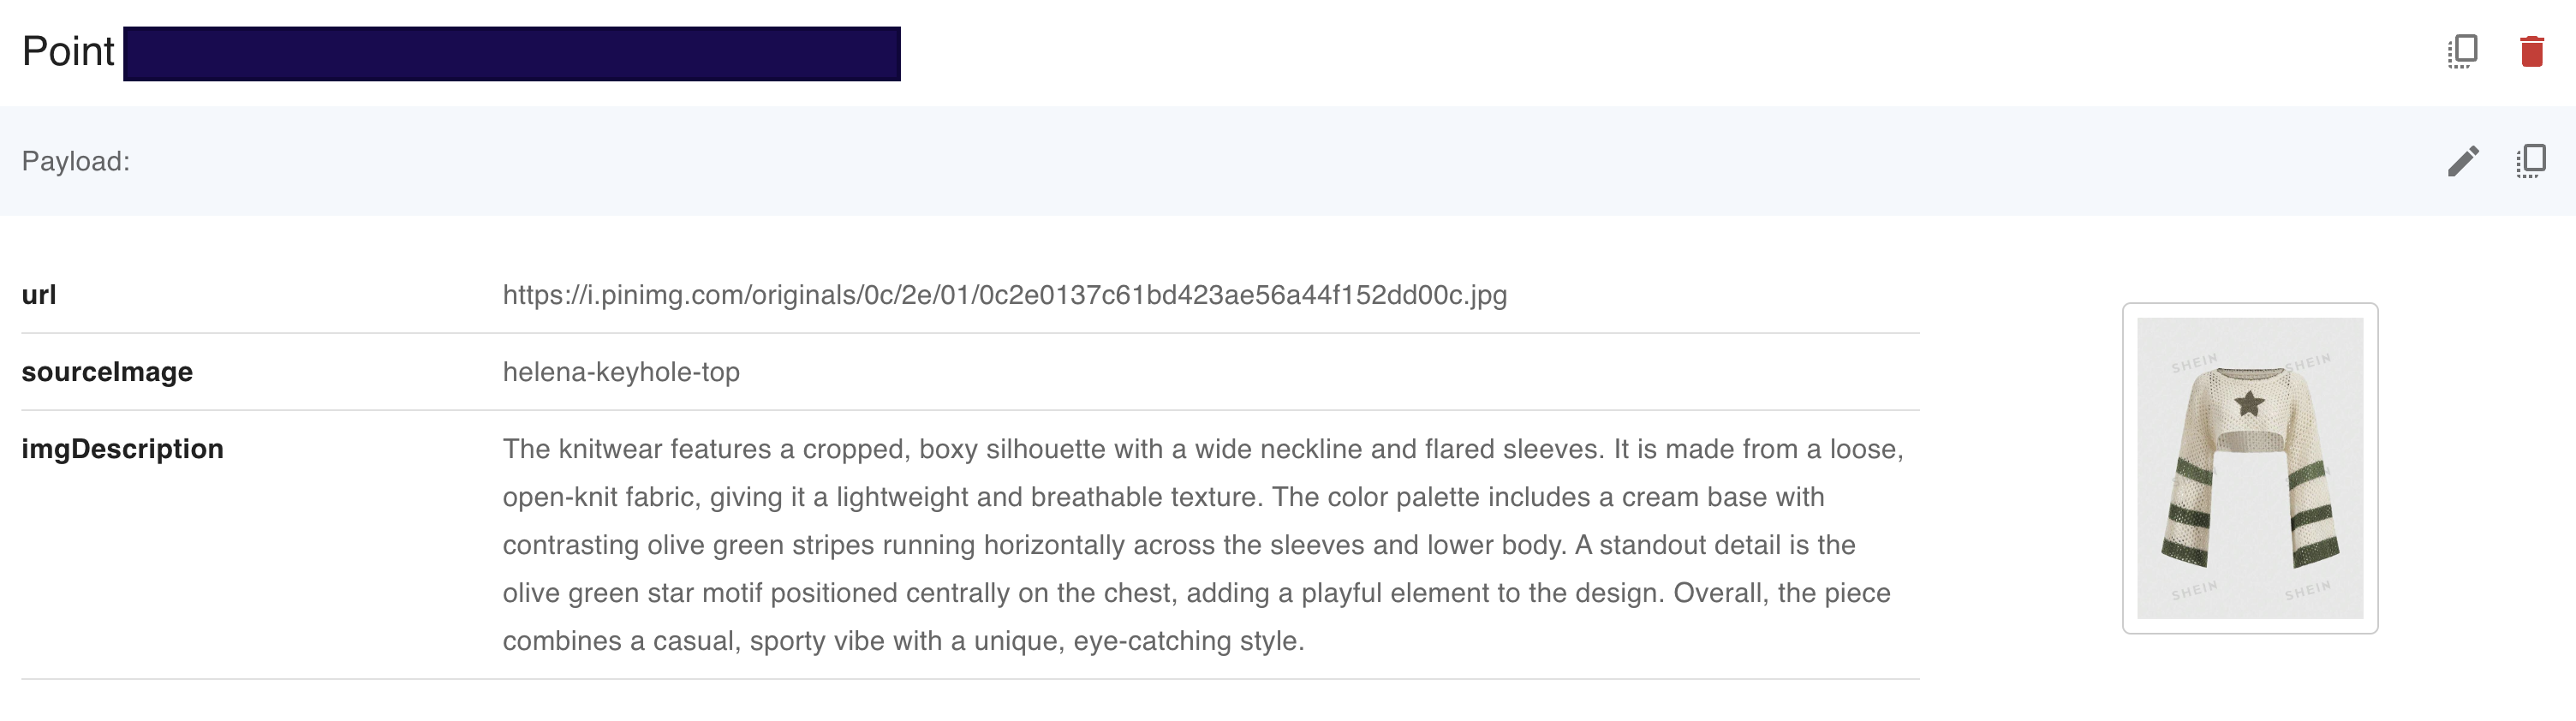 Point
Payload:
url
https://i.pinimg.com/originals/0c/2e/01/0c2e0137c61bd423ae56a44f152dd00c.jpg
sourceImage
helena-keyhole-top
imgDescription
The knitwear features a cropped, boxy silhouette with a wide neckline and flared sleeves. It is made from a loose,
open-knit fabric, giving it a lightweight and breathable texture. The color palette includes a cream base with
contrasting olive green stripes running horizontally across the sleeves and lower body. A standout detail is the
olive green star motif positioned centrally on the chest, adding a playful element to the design. Overall, the piece
combines a casual, sporty vibe with a unique, eye-catching style.
SHEIN SHEIN
SHEIN SHEIN